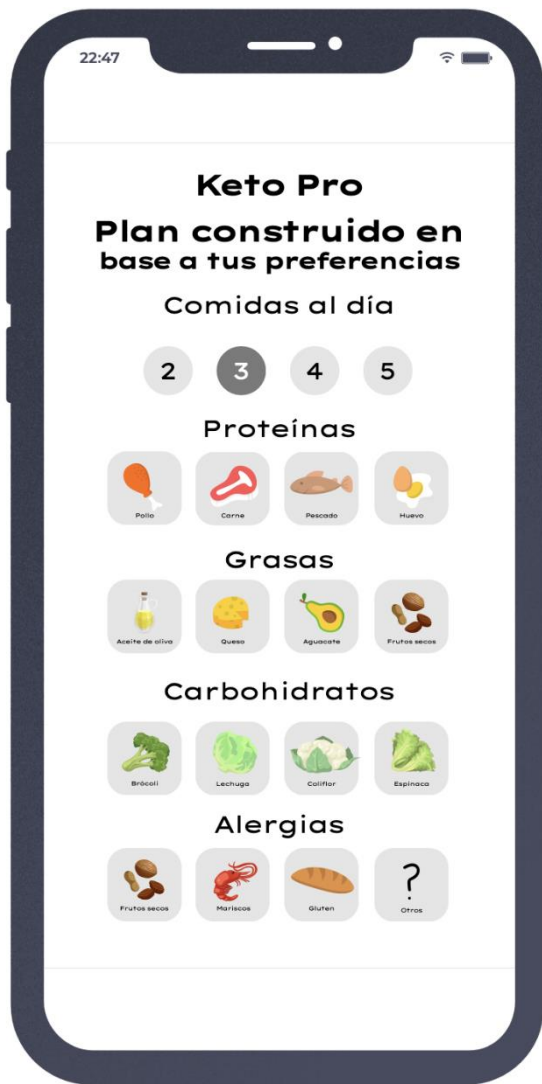 22:47
Keto Pro
Plan construido en
base a tus preferencias
Comidas al día
2 3 4 5
Proteínas
Pollo Carne Pescado Huevo
Grasas
Aceite de oliva Queso Aguacate Frutos secos
Carbohidratos
Brócoli Lechuga Coliflor Espinaca
Alergias
Frutos secos Mariscos Gluten Otros